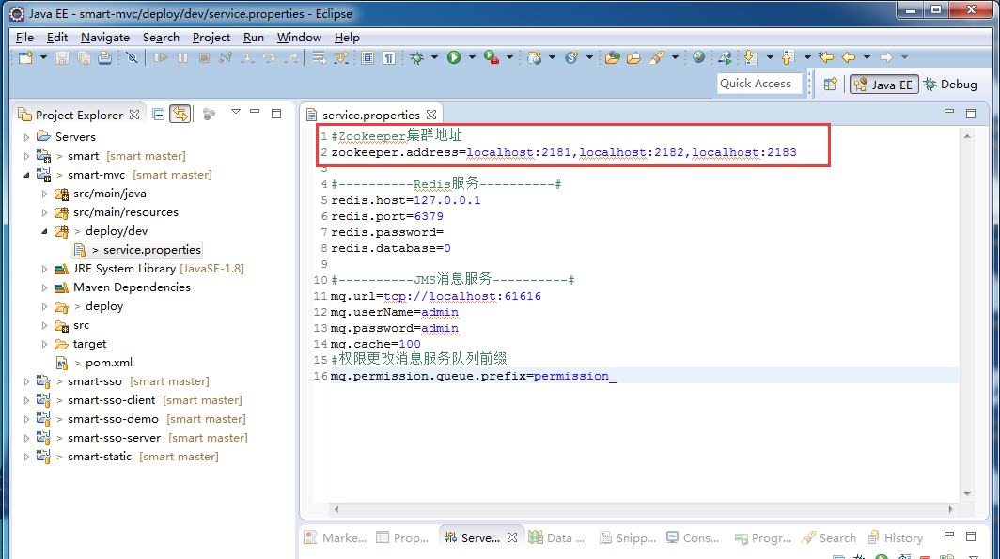 Java EE - smart-mvc/deploy/dev/service.properties - Eclipse
File Edit Navigate Search Project Run Window Help
Quick Access
Java EE
Debug
Project Explorer
Servers
> smart [smart master]
> smart-mvc [smart master]
src/main/java
src/main/resources
> deploy/dev
> service.properties
JRE System Library [JavaSE-1.8]
Maven Dependencies
> deploy
src
target
> pom.xml
> smart-sso [smart master]
> smart-sso-client [smart master]
> smart-sso-demo [smart master]
> smart-sso-server [smart master]
> smart-static [smart master]
service.properties
1 #Zookeeper集群地址
2 zookeeper.address=localhost:2181,localhost:2182,localhost:2183
3
4 #----------Redis服务----------#
5 redis.host=127.0.0.1
6 redis.port=6379
7 redis.password=
8 redis.database=0
9
10 #----------JMS消息服务----------#
11 mq.url=tcp://localhost:61616
12 mq.userName=admin
13 mq.password=admin
14 mq.cache=100
15 #权限更改消息服务队列前缀
16 mq.permission.queue.prefix=permission_
Marke... Prop... Serve... Data ... Snipp... Cons... Progr... Search History